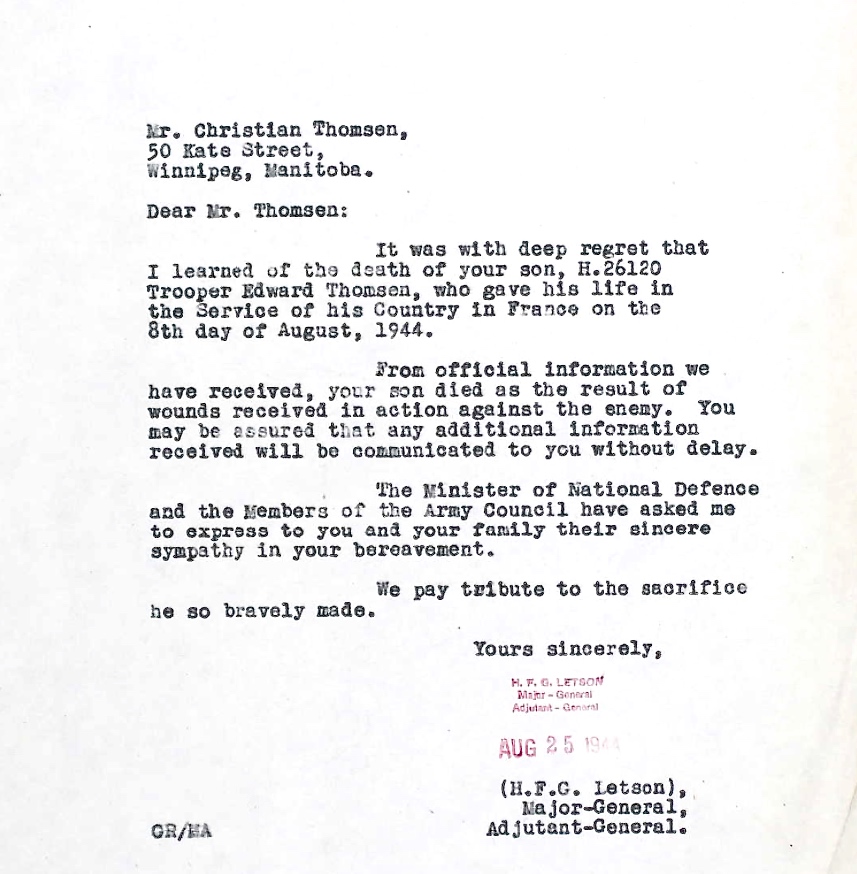 Mr. Christian Thomsen,
50 Kate Street,
Winnipeg, Manitoba.
Dear Mr. Thomsen:
It was with deep regret that
I learned of the death of your son, H.26120
Trooper Edward Thomsen, who gave his life in
the Service of his Country in France on the
8th day of August, 1944.
From official information we
have received, your son died as the result of
wounds received in action against the enemy. You
may be assured that any additional information
received will be communicated to you without delay.
The Minister of National Defence
and the Members of the Army Council have asked me
to express to you and your family their sincere
sympathy in your bereavement.
We pay tribute to the sacrifice
he so bravely made.
Yours sincerely,
H. F. G. LETSON
Major - General
Adjutant - General
AUG 25 1944
(H.F.G. Letson),
Major-General,
Adjutant-General.
GR/MA